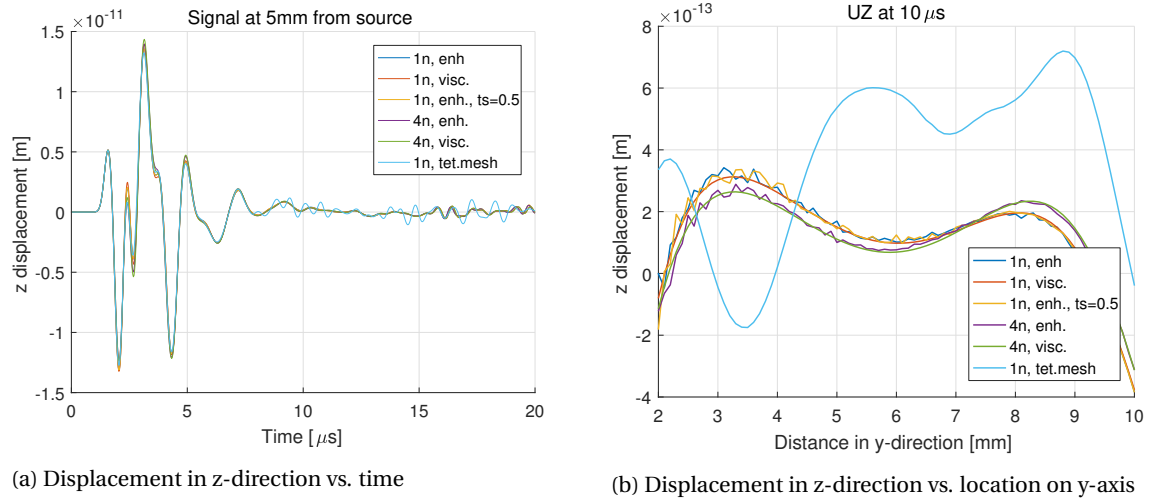 ×10⁻¹¹
Signal at 5mm from source
1.5
1
0.5
0
-0.5
-1
-1.5
z displacement [m]
0
5
10
15
20
Time [μs]
1n, enh
1n, visc.
1n, enh., ts=0.5
4n, enh.
4n, visc.
1n, tet.mesh
(a) Displacement in z-direction vs. time
×10⁻¹³
UZ at 10 μs
8
6
4
2
0
-2
-4
z displacement [m]
2
3
4
5
6
7
8
9
10
Distance in y-direction [mm]
1n, enh
1n, visc.
1n, enh., ts=0.5
4n, enh.
4n, visc.
1n, tet.mesh
(b) Displacement in z-direction vs. location on y-axis